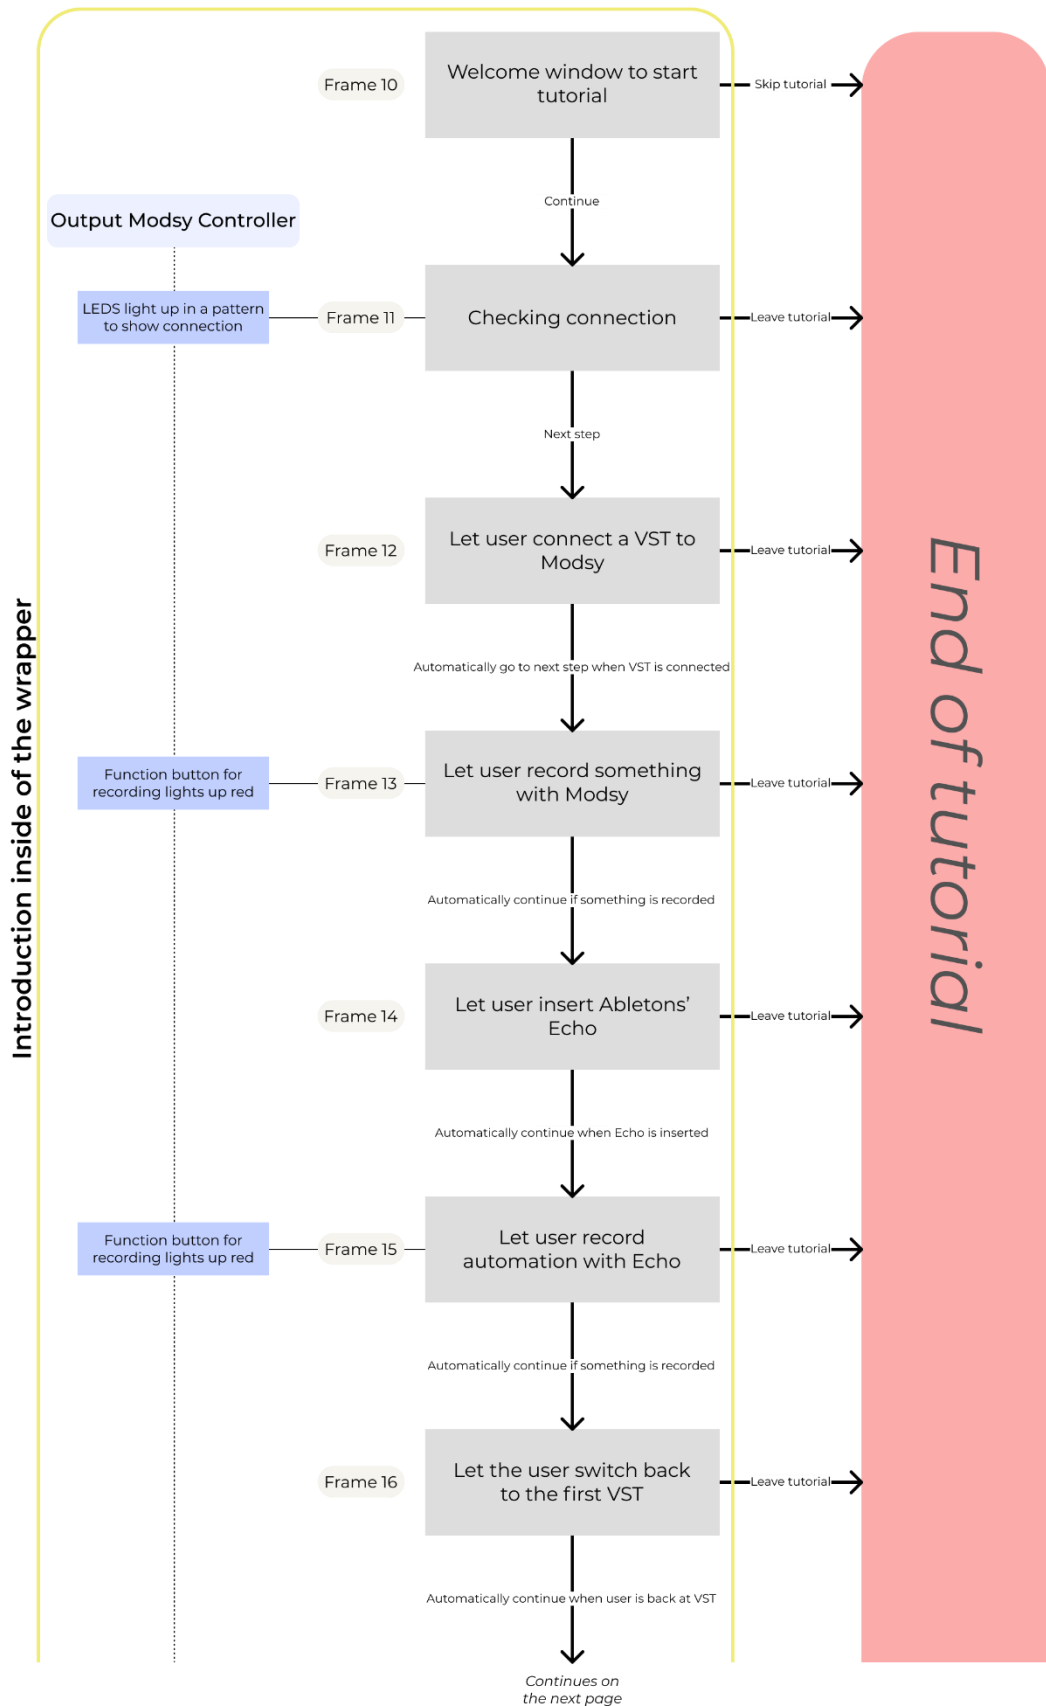 Introduction inside of the wrapper
Frame 10
Welcome window to start
tutorial
Skip tutorial
Continue
Output Modsy Controller
LEDS light up in a pattern
to show connection
Frame 11
Checking connection
Leave tutorial
Next step
Frame 12
Let user connect a VST to
Modsy
Leave tutorial
Automatically go to next step when VST is connected
Function button for
recording lights up red
Frame 13
Let user record something
with Modsy
Leave tutorial
Automatically continue if something is recorded
Frame 14
Let user insert Abletons’
Echo
Leave tutorial
Automatically continue when Echo is inserted
Function button for
recording lights up red
Frame 15
Let user record
automation with Echo
Leave tutorial
Automatically continue if something is recorded
Frame 16
Let the user switch back
to the first VST
Leave tutorial
Automatically continue when user is back at VST
Continues on
the next page
End of tutorial